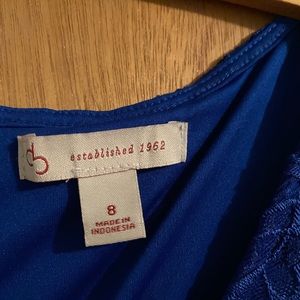 established 1962
8
MADE IN
INDONESIA